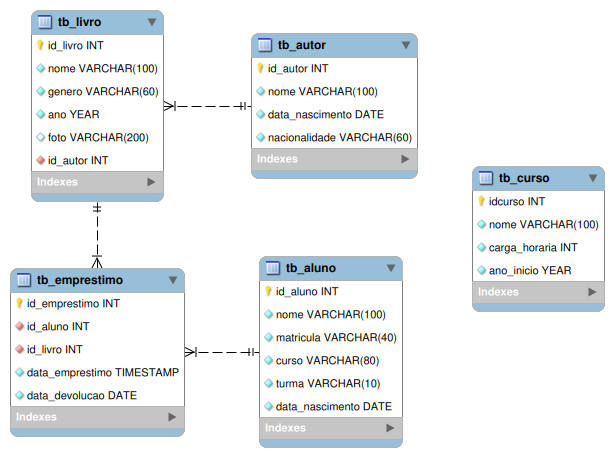 tb_livro
id_livro INT
nome VARCHAR(100)
genero VARCHAR(60)
ano YEAR
foto VARCHAR(200)
id_autor INT
Indexes
tb_autor
id_autor INT
nome VARCHAR(100)
data_nascimento DATE
nacionalidade VARCHAR(60)
Indexes
tb_curso
idcurso INT
nome VARCHAR(100)
carga_horaria INT
ano_inicio YEAR
Indexes
tb_emprestimo
id_emprestimo INT
id_aluno INT
id_livro INT
data_emprestimo TIMESTAMP
data_devolucao DATE
Indexes
tb_aluno
id_aluno INT
nome VARCHAR(100)
matricula VARCHAR(40)
curso VARCHAR(80)
turma VARCHAR(10)
data_nascimento DATE
Indexes